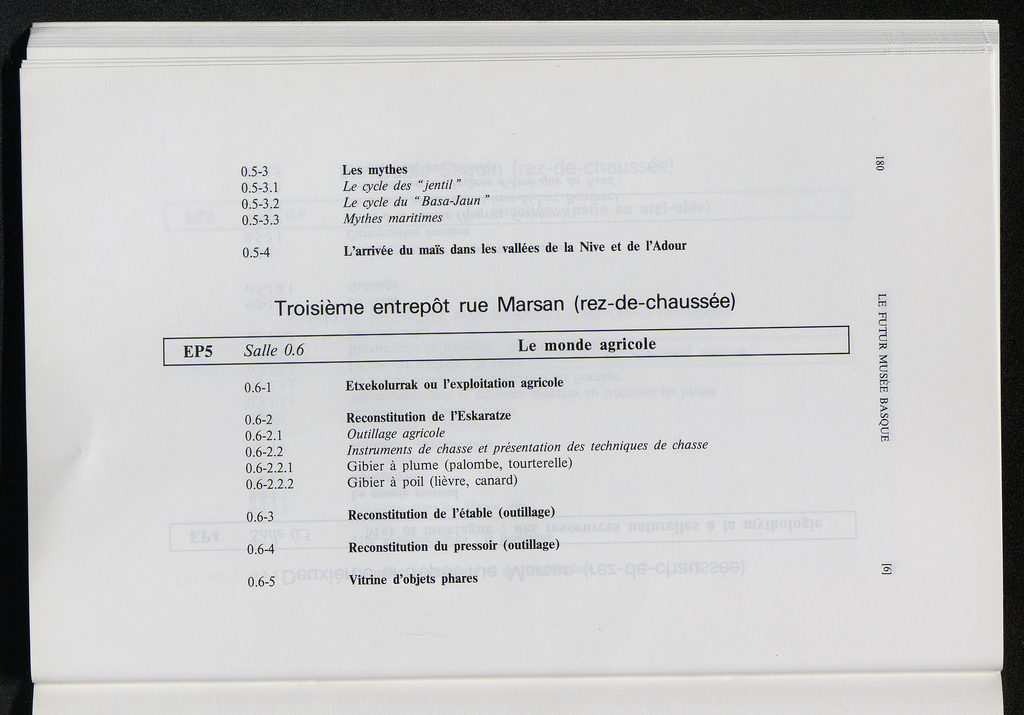 0.5-3 Les mythes
0.5-3.1 Le cycle des "jentil"
0.5-3.2 Le cycle du "Basa-Jaun"
0.5-3.3 Mythes maritimes
0.5-4 L'arrivée du maïs dans les vallées de la Nive et de l'Adour
Troisième entrepôt rue Marsan (rez-de-chaussée)
EP5 Salle 0.6 Le monde agricole
0.6-1 Etxekolurrak ou l'exploitation agricole
0.6-2 Reconstitution de l'Eskaratze
0.6-2.1 Outillage agricole
0.6-2.2 Instruments de chasse et présentation des techniques de chasse
0.6-2.2.1 Gibier à plume (palombe, tourterelle)
0.6-2.2.2 Gibier à poil (lièvre, canard)
0.6-3 Reconstitution de l'étable (outillage)
0.6-4 Reconstitution du pressoir (outillage)
0.6-5 Vitrine d'objets phares
180
LE FUTUR MUSÉE BASQUE
[6]